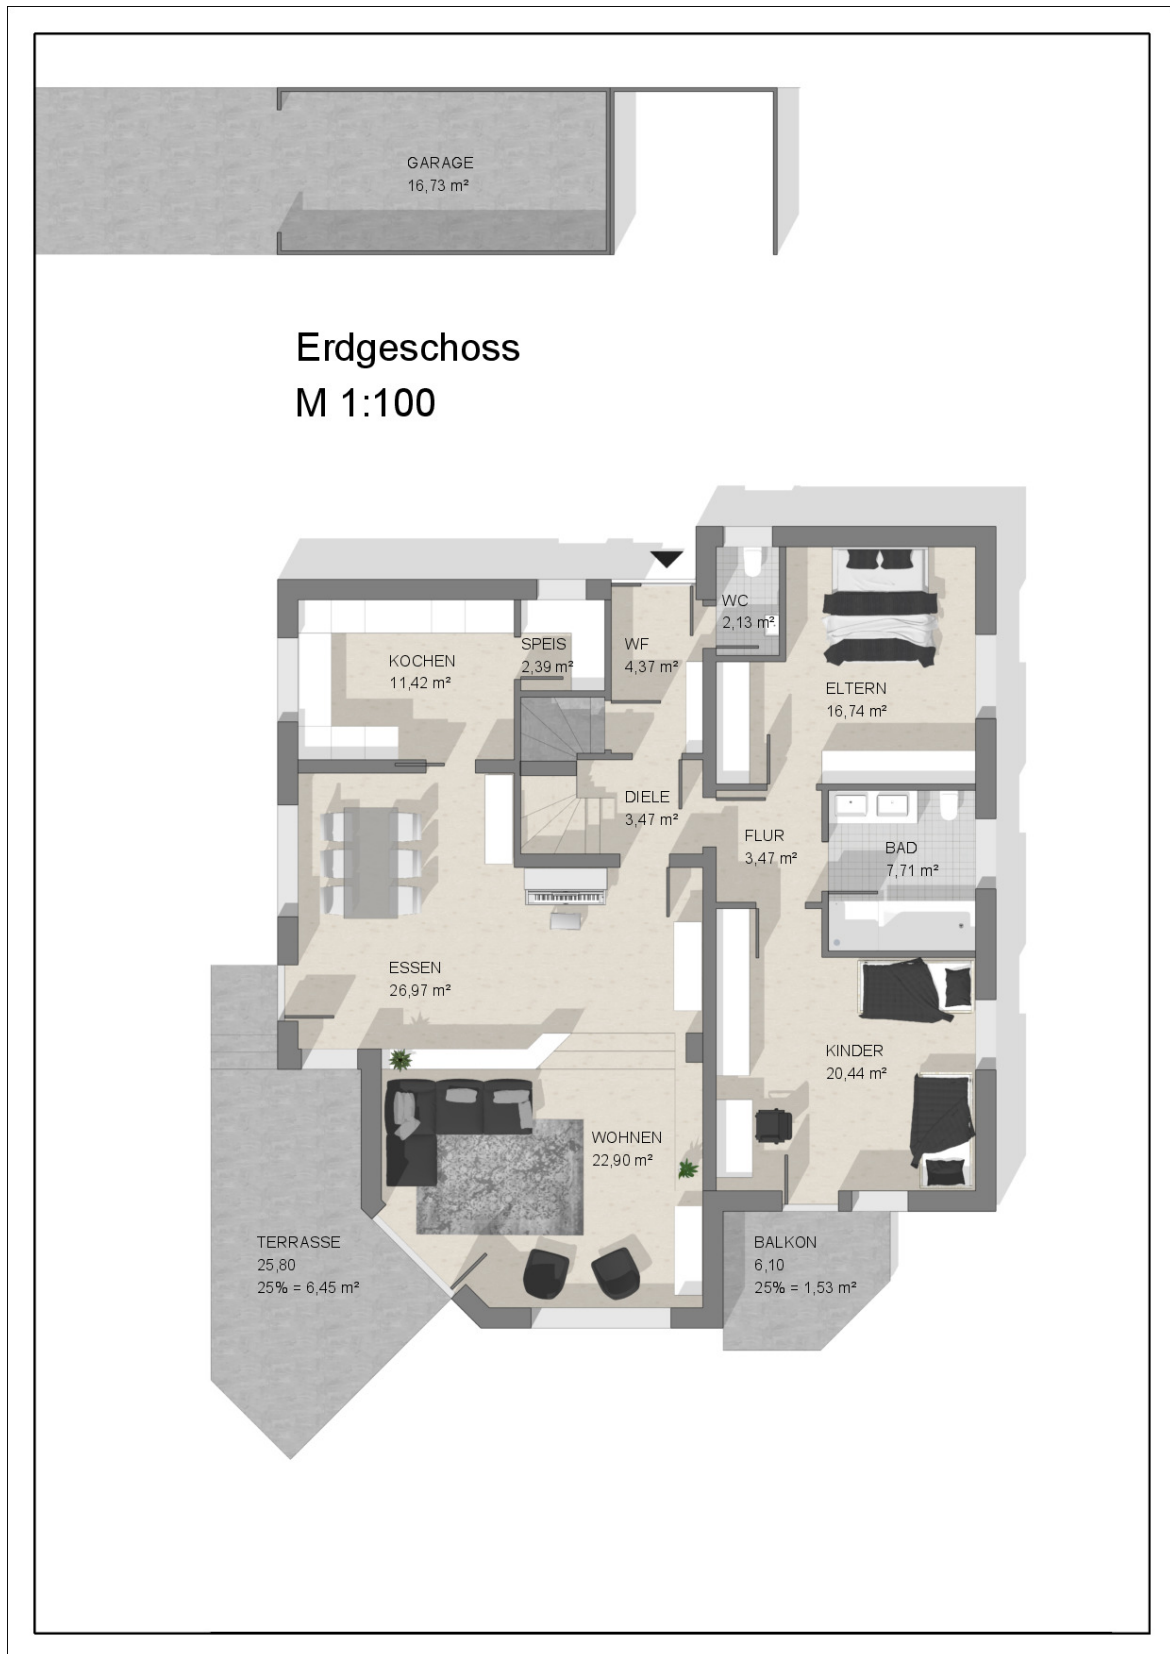 GARAGE
16,73 m²
Erdgeschoss
M 1:100
WC
2,13 m²
SPEIS
2,39 m²
WF
4,37 m²
KOCHEN
11,42 m²
ELTERN
16,74 m²
DIELE
3,47 m²
FLUR
3,47 m²
BAD
7,71 m²
ESSEN
26,97 m²
KINDER
20,44 m²
WOHNEN
22,90 m²
TERRASSE
25,80
25% = 6,45 m²
BALKON
6,10
25% = 1,53 m²